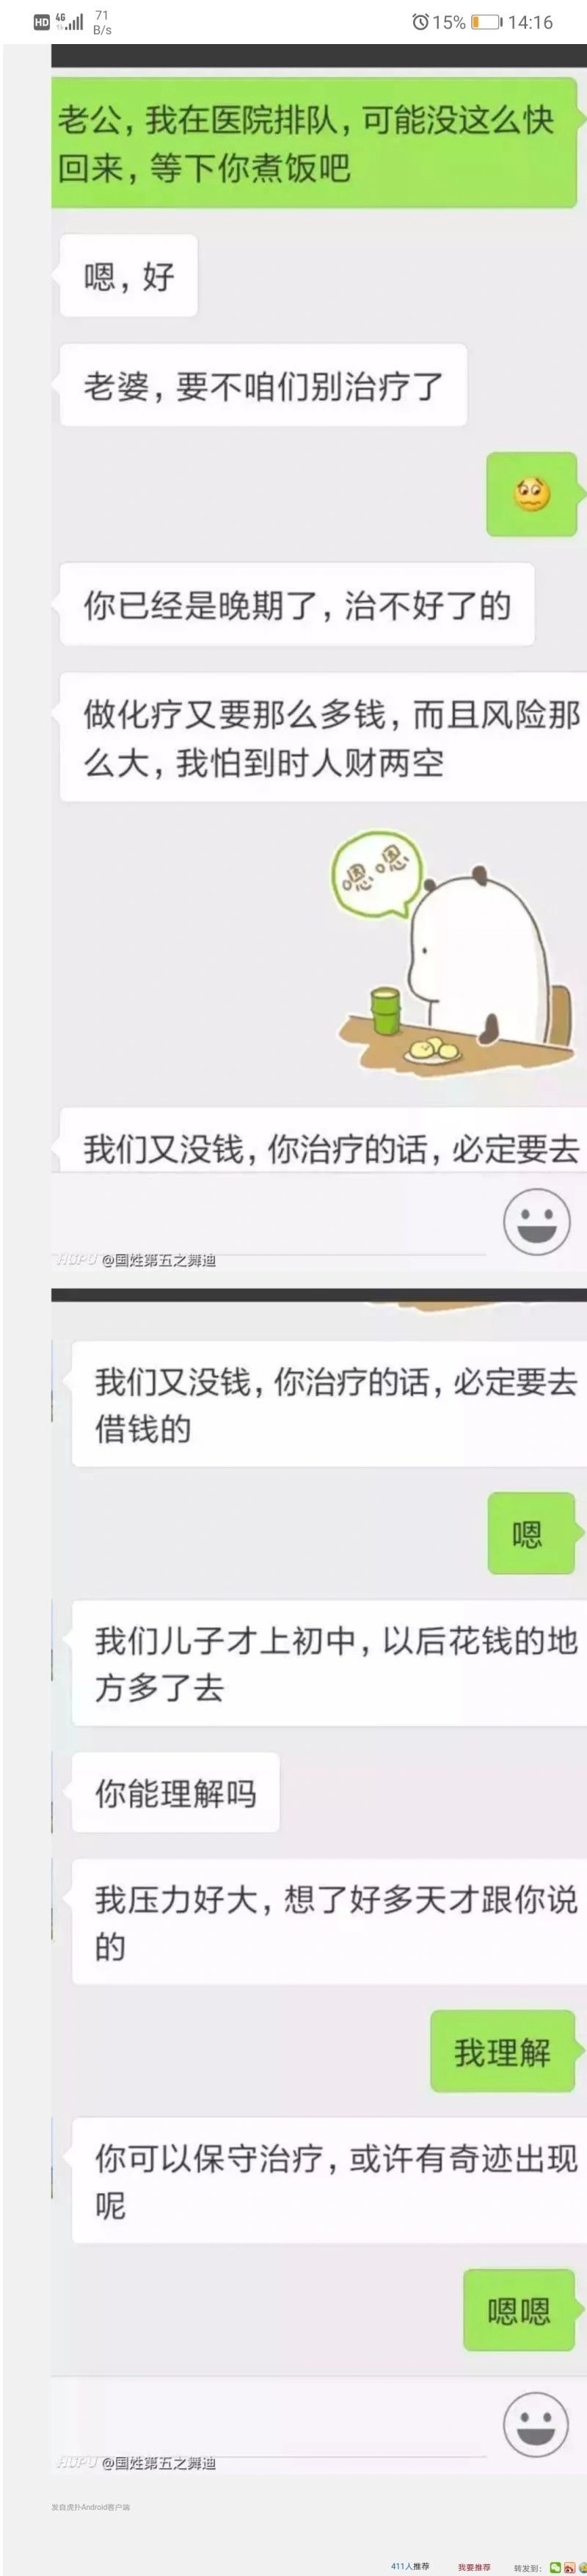 HD 4G 71 B/s 15% 14:16
老公，我在医院排队，可能没这么快
回来，等下你煮饭吧
嗯，好
老婆，要不咱们别治疗了
你已经是晚期了，治不好了的
做化疗又要那么多钱，而且风险那
么大，我怕到时人财两空
嗯嗯
我们又没钱，你治疗的话，必定要去
HUPU @国姓第五之舞迪
我们又没钱，你治疗的话，必定要去
借钱的
嗯
我们儿子才上初中，以后花钱的地
方多了去
你能理解吗
我压力好大，想了好多天才跟你说
的
我理解
你可以保守治疗，或许有奇迹出现
呢
嗯嗯
HUPU @国姓第五之舞迪
发自虎扑Android客户端
411人推荐 我要推荐 转发到：